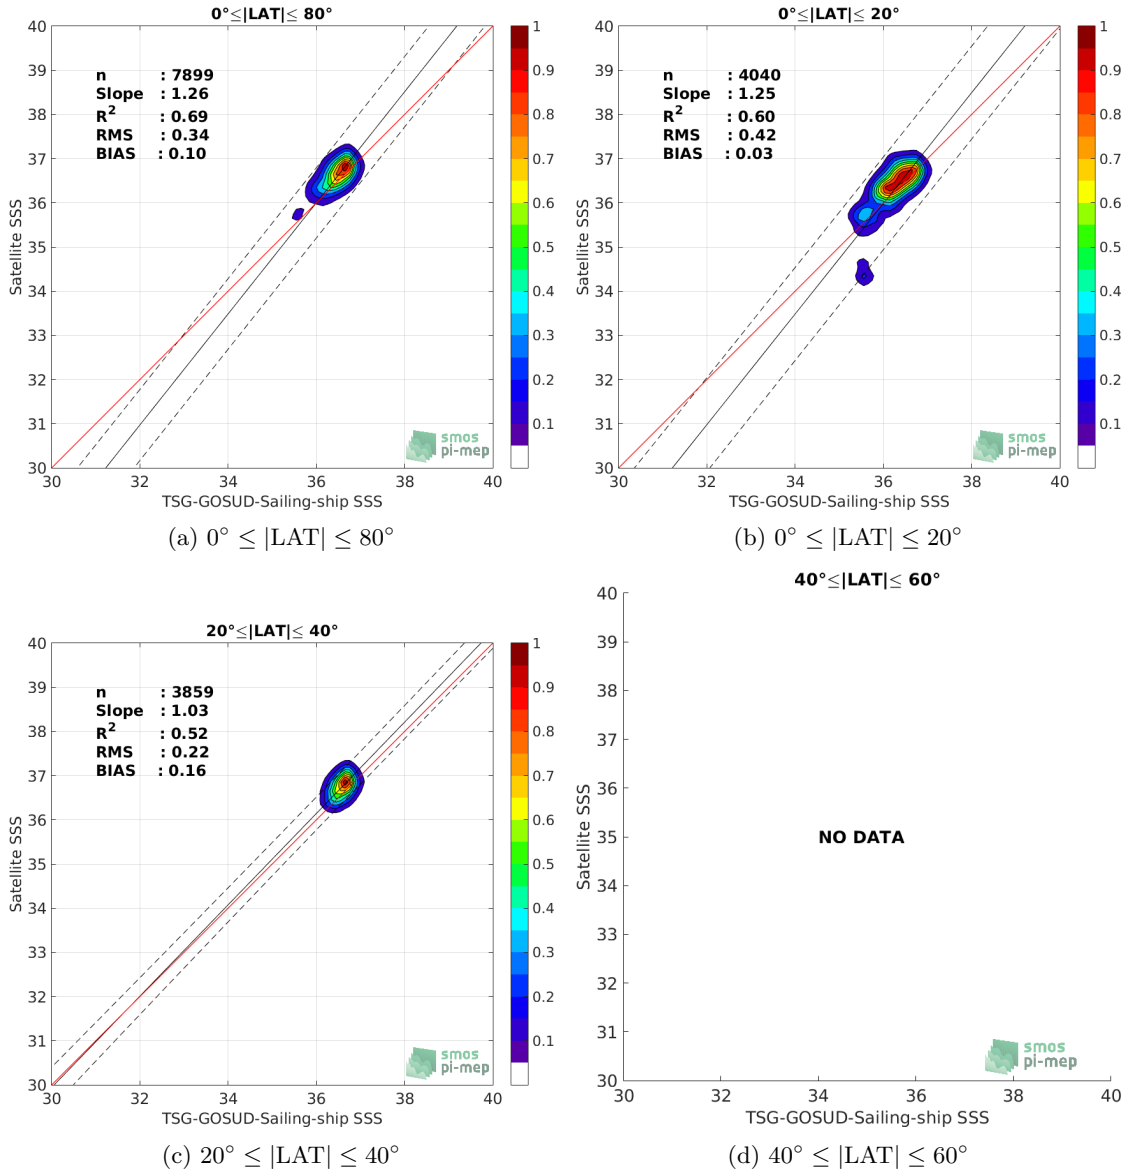 0°≤|LAT|≤ 80°
40
39
38
37
36
35
34
33
32
31
30
Satellite SSS
n : 7899
Slope : 1.26
R² : 0.69
RMS : 0.34
BIAS : 0.10
1
0.9
0.8
0.7
0.6
0.5
0.4
0.3
0.2
0.1
smos
pi-mep
30 32 34 36 38 40
TSG-GOSUD-Sailing-ship SSS
(a) 0° ≤ |LAT| ≤ 80°
0°≤|LAT|≤ 20°
40
39
38
37
36
35
34
33
32
31
30
Satellite SSS
n : 4040
Slope : 1.25
R² : 0.60
RMS : 0.42
BIAS : 0.03
1
0.9
0.8
0.7
0.6
0.5
0.4
0.3
0.2
0.1
smos
pi-mep
30 32 34 36 38 40
TSG-GOSUD-Sailing-ship SSS
(b) 0° ≤ |LAT| ≤ 20°
20°≤|LAT|≤ 40°
40
39
38
37
36
35
34
33
32
31
30
Satellite SSS
n : 3859
Slope : 1.03
R² : 0.52
RMS : 0.22
BIAS : 0.16
1
0.9
0.8
0.7
0.6
0.5
0.4
0.3
0.2
0.1
smos
pi-mep
30 32 34 36 38 40
TSG-GOSUD-Sailing-ship SSS
(c) 20° ≤ |LAT| ≤ 40°
40°≤|LAT|≤ 60°
40
39
38
37
36
35
34
33
32
31
30
Satellite SSS
NO DATA
smos
pi-mep
30 32 34 36 38 40
TSG-GOSUD-Sailing-ship SSS
(d) 40° ≤ |LAT| ≤ 60°